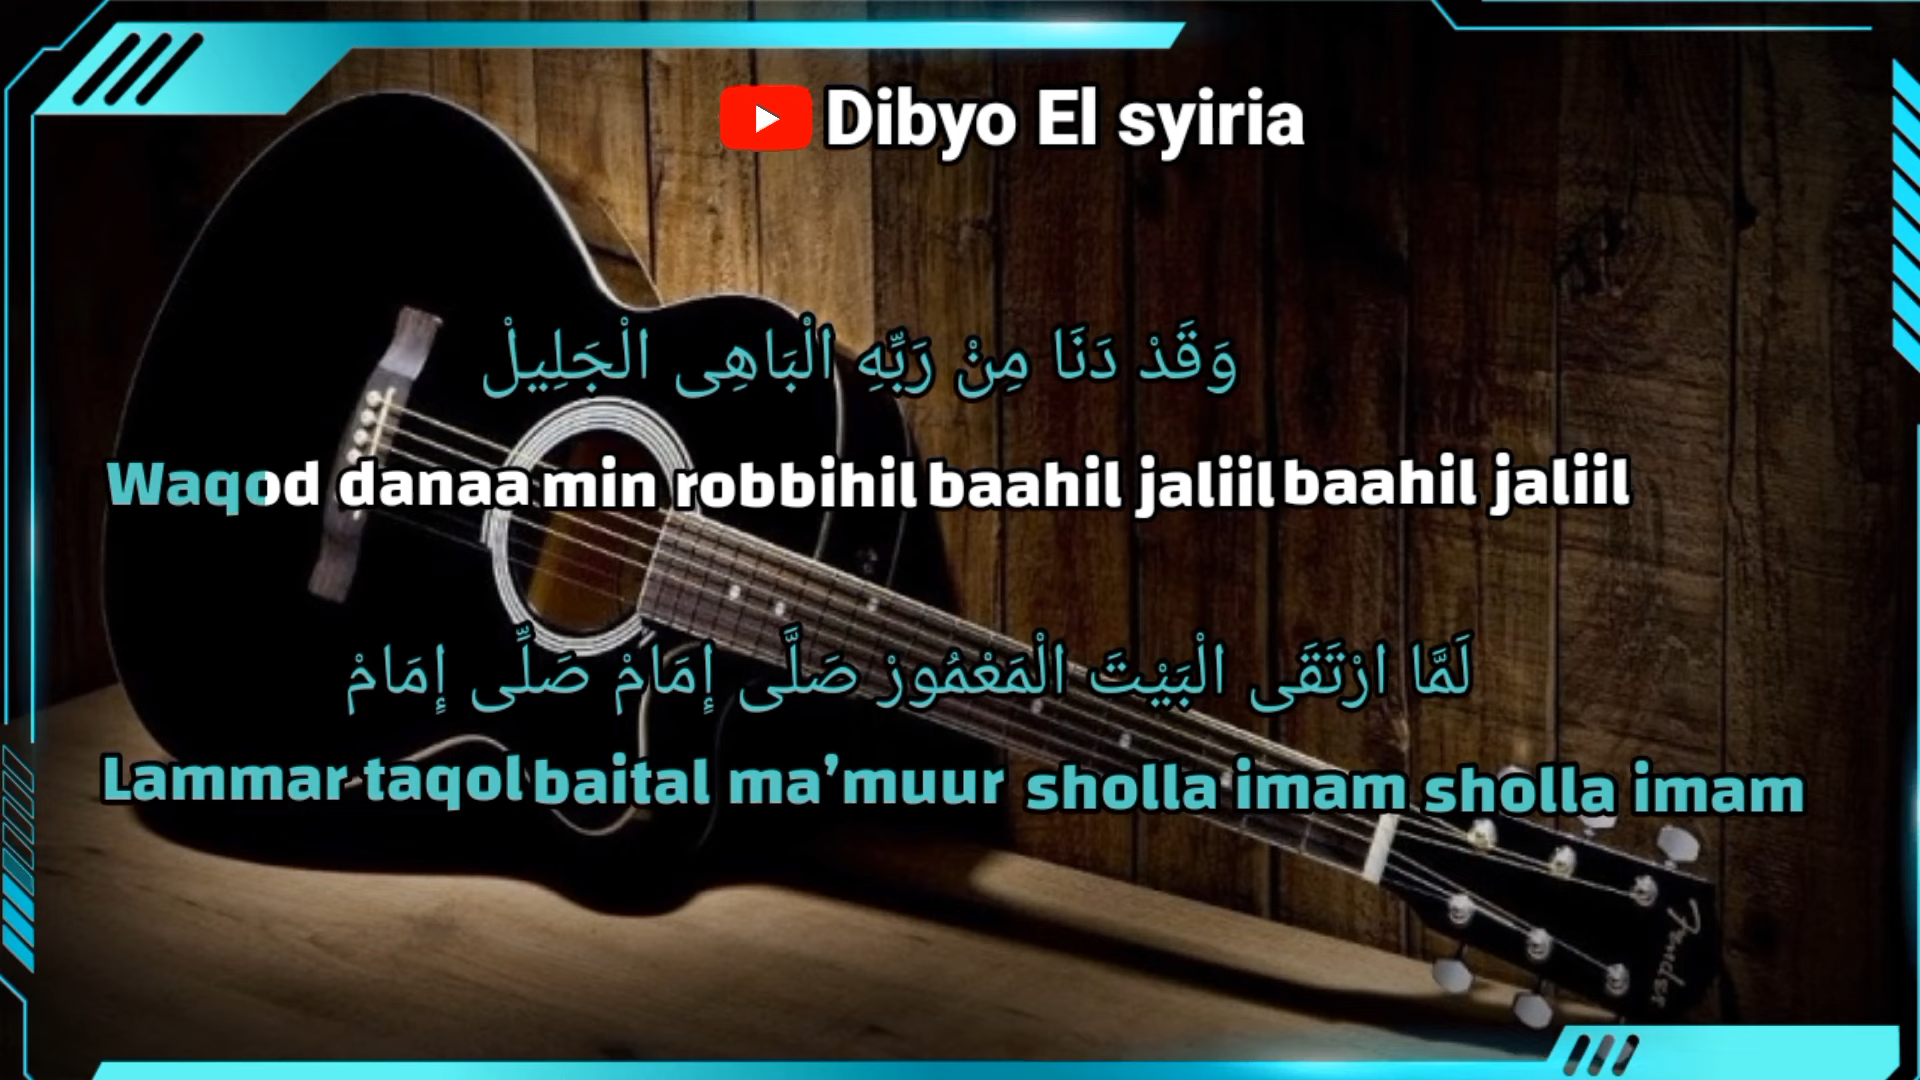 Dibyo El syiria
وَقَدْ دَنَا مِنْ رَبِّهِ الْبَاهِى الْجَلِيلْ
Waqod danaa min robbihil baahil jaliil baahil jaliil
لَمَّا ارْتَقَى الْبَيْتَ الْمَعْمُورْ صَلَّى إِمَامْ صَلِّى إِمَامْ
Lammar taqol baital ma’muur sholla imam sholla imam
Fender